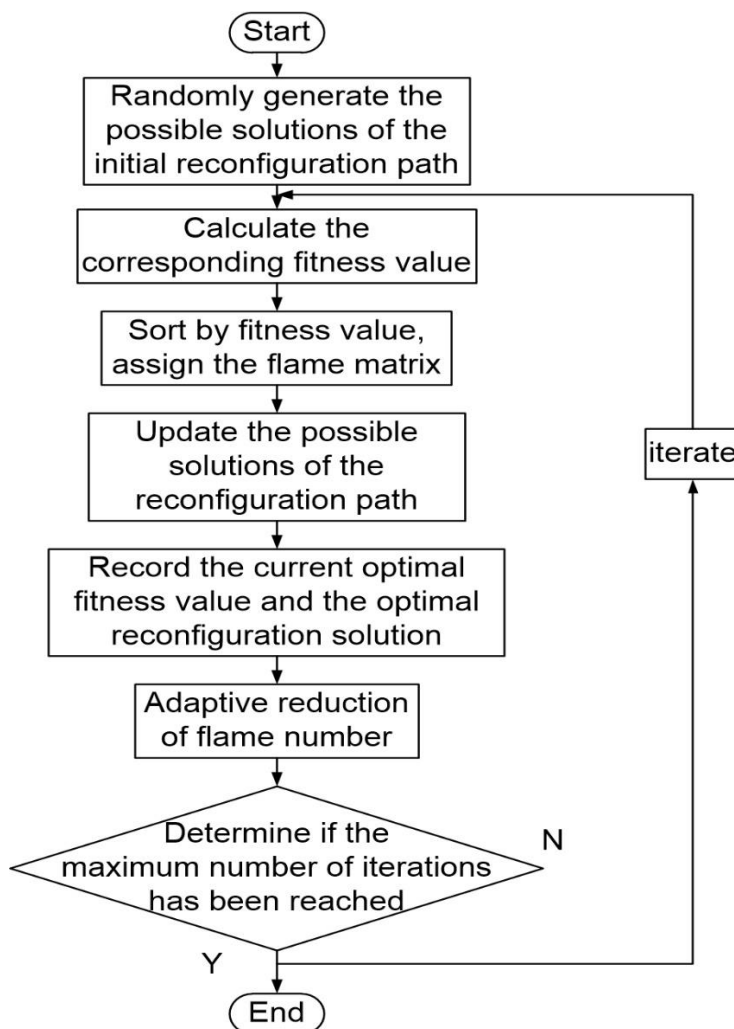 Start
Randomly generate the
possible solutions of the
initial reconfiguration path
Calculate the
corresponding fitness value
Sort by fitness value,
assign the flame matrix
Update the possible
solutions of the
reconfiguration path
iterate
Record the current optimal
fitness value and the optimal
reconfiguration solution
Adaptive reduction
of flame number
Determine if the
maximum number of iterations
has been reached
N
Y
End